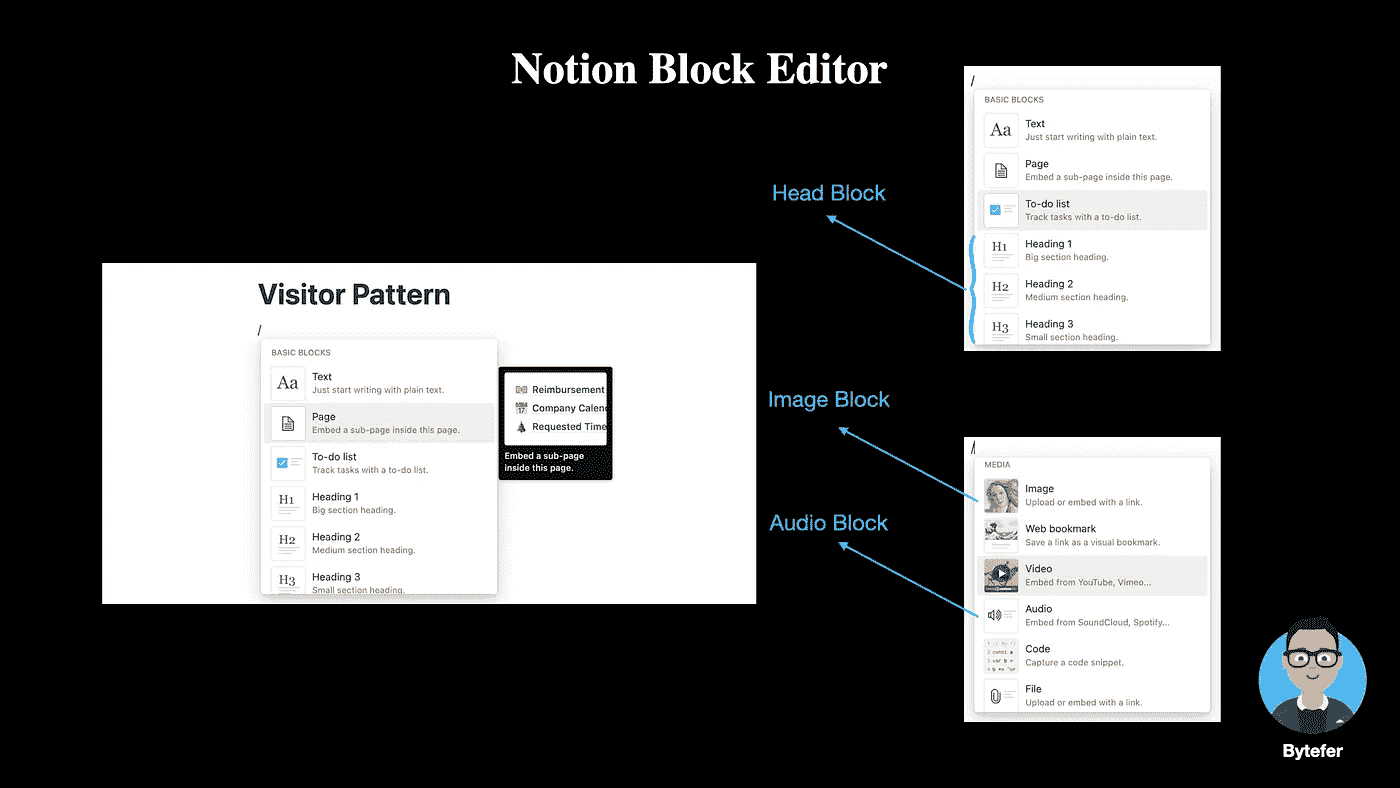 Notion Block Editor
Visitor Pattern
/
BASIC BLOCKS
Aa
Text
Just start writing with plain text.
Page
Embed a sub-page inside this page.
To-do list
Track tasks with a to-do list.
H1
Heading 1
Big section heading.
H2
Heading 2
Medium section heading.
H3
Heading 3
Small section heading.
Reimbursement
17
Company Calen
Requested Time
Embed a sub-page
inside this page.
Head Block
Image Block
Audio Block
/
BASIC BLOCKS
Aa
Text
Just start writing with plain text.
Page
Embed a sub-page inside this page.
To-do list
Track tasks with a to-do list.
H1
Heading 1
Big section heading.
H2
Heading 2
Medium section heading.
H3
Heading 3
Small section heading.
/
MEDIA
Image
Upload or embed with a link.
Web bookmark
Save a link as a visual bookmark.
Video
Embed from YouTube, Vimeo...
Audio
Embed from SoundCloud, Spotify...
2 const a
3 var b =
Code
Capture a code snippet.
File
Upload or embed with a link.
Bytefer